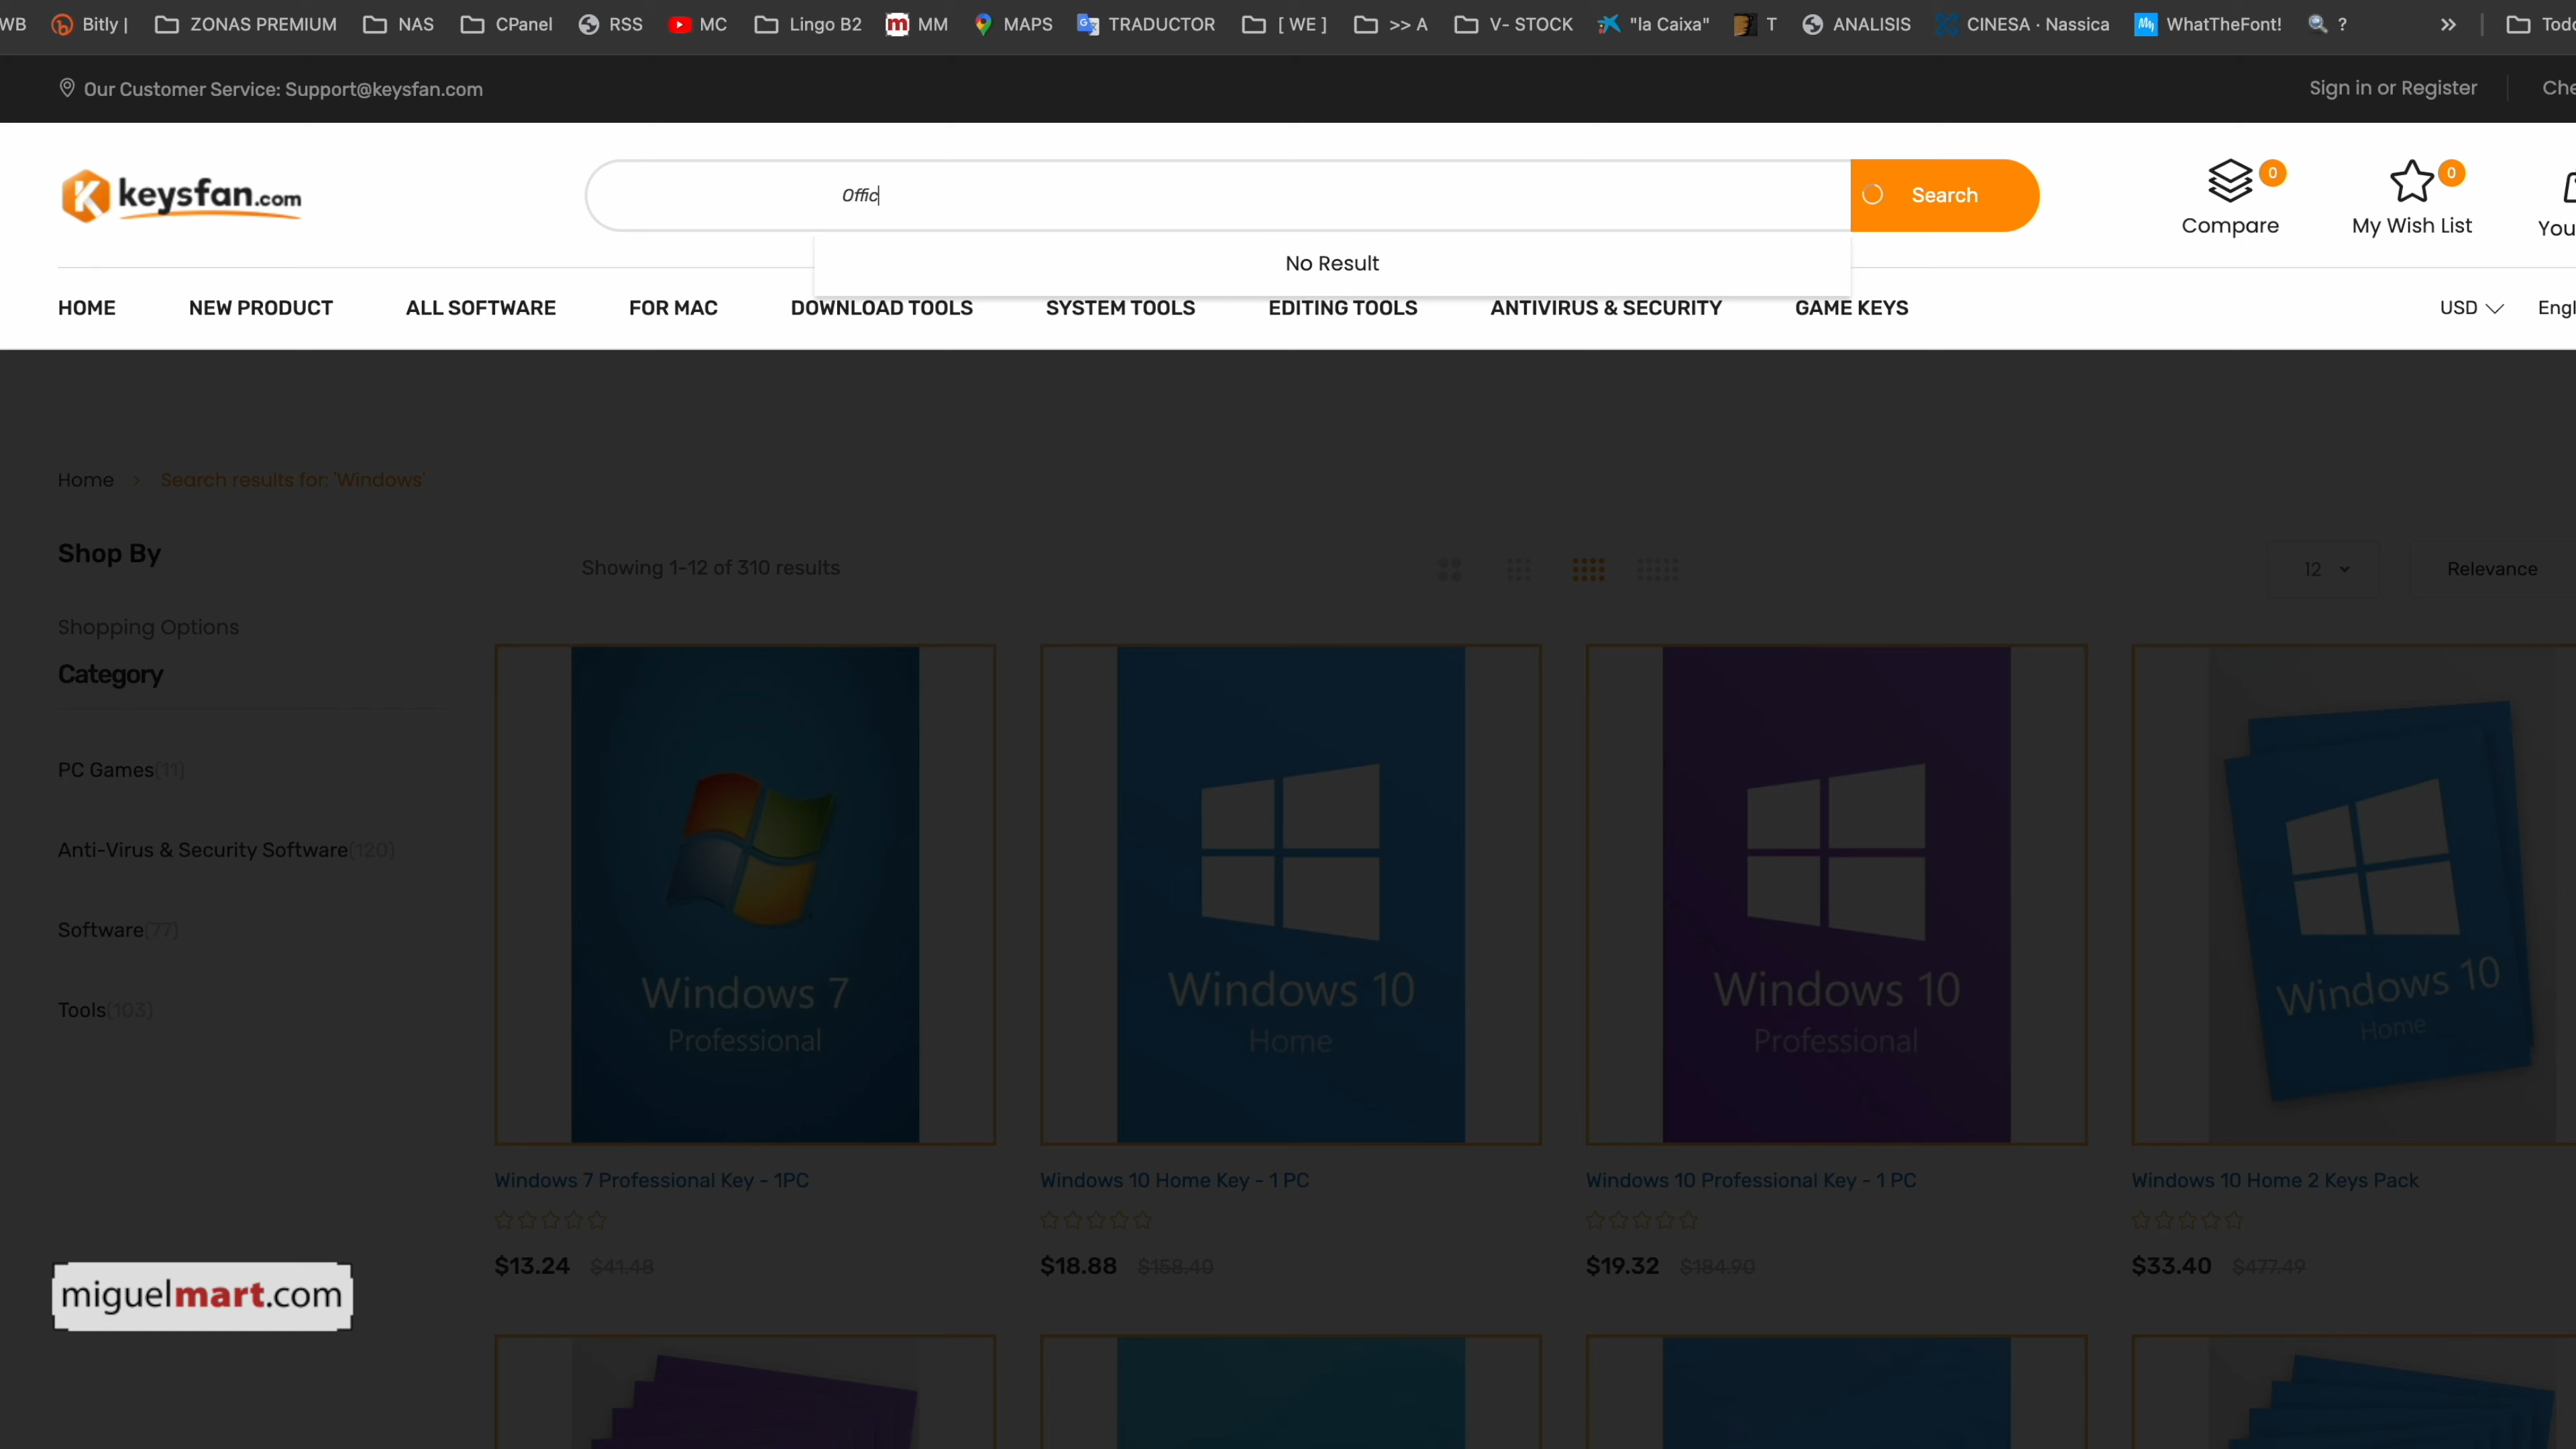 WB Bitly | ZONAS PREMIUM NAS CPanel RSS MC Lingo B2 MM MAPS TRADUCTOR [ WE ] >> A V- STOCK "la Caixa" T ANALISIS CINESA · Nassica WhatTheFont! ? »
Our Customer Service: Support@keysfan.com Sign in or Register
keysfan.com Offic Search 0 0
Compare My Wish List
No Result
HOME NEW PRODUCT ALL SOFTWARE FOR MAC DOWNLOAD TOOLS SYSTEM TOOLS EDITING TOOLS ANTIVIRUS & SECURITY GAME KEYS USD
Home > Search results for: 'Windows'
Shop By
Showing 1-12 of 310 results 12 Relevance
Shopping Options
Category
PC Games(11)
Anti-Virus & Security Software(120)
Software(77)
Tools(103)
Windows 7
Professional
Windows 10
Home
Windows 10
Professional
Windows 10
Home
Windows 7 Professional Key - 1PC
$13.24 $41.48
Windows 10 Home Key - 1 PC
$18.88 $158.40
Windows 10 Professional Key - 1 PC
$19.32 $184.90
Windows 10 Home 2 Keys Pack
$33.40 $477.49
miguelmart.com